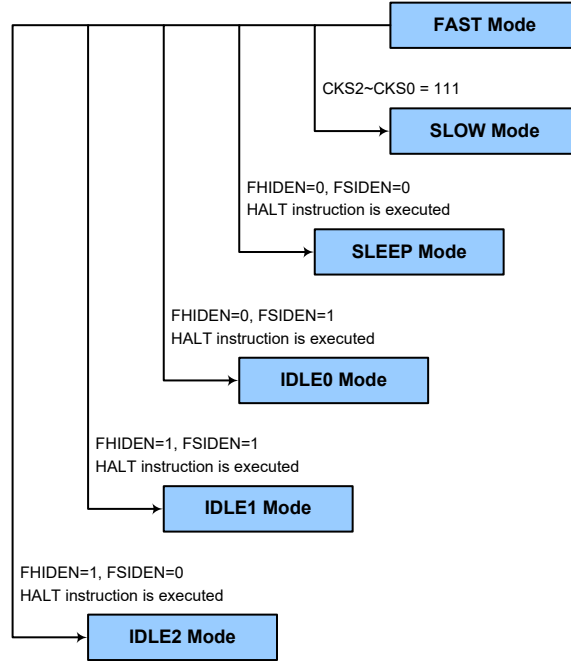 FAST Mode
CKS2~CKS0 = 111
SLOW Mode
FHIDEN=0, FSIDEN=0
HALT instruction is executed
SLEEP Mode
FHIDEN=0, FSIDEN=1
HALT instruction is executed
IDLE0 Mode
FHIDEN=1, FSIDEN=1
HALT instruction is executed
IDLE1 Mode
FHIDEN=1, FSIDEN=0
HALT instruction is executed
IDLE2 Mode